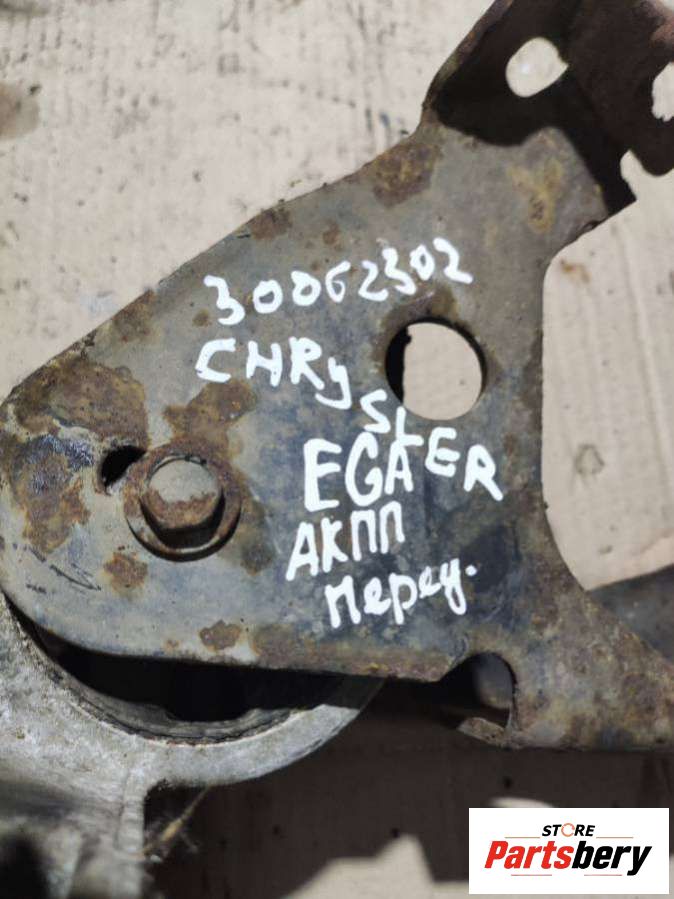 30062302
CHRYSLER
EGA
АКПП
перед.
STORE
Partsbery